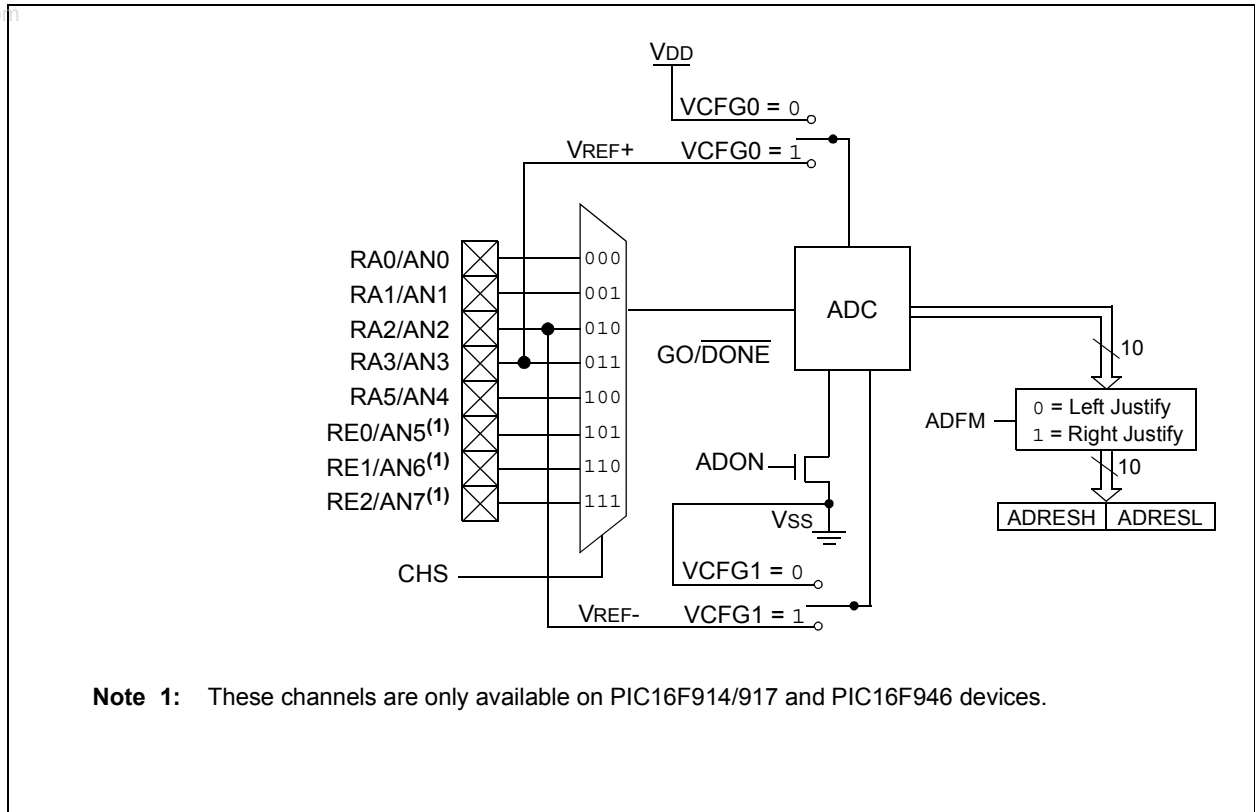 om
VDD
VCFG0 = 0
VREF+ VCFG0 = 1
RA0/AN0 000
RA1/AN1 001
RA2/AN2 010
RA3/AN3 011
RA5/AN4 100
RE0/AN5(1) 101
RE1/AN6(1) 110
RE2/AN7(1) 111
CHS
ADC
GO/DONE
10
ADFM
0 = Left Justify
1 = Right Justify
10
ADRESH ADRESL
ADON
VSS
VCFG1 = 0
VREF- VCFG1 = 1
Note 1: These channels are only available on PIC16F914/917 and PIC16F946 devices.